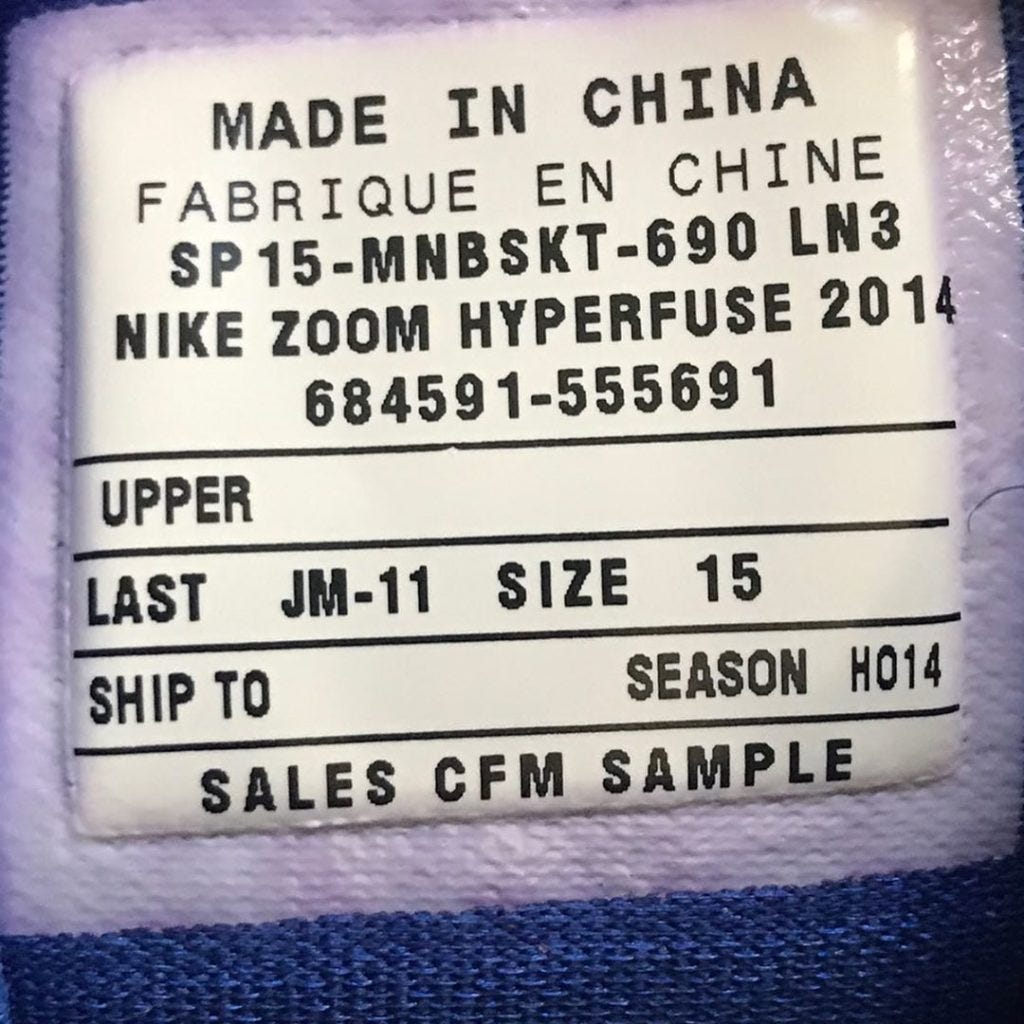 MADE IN CHINA
FABRIQUE EN CHINE
SP15-MNBSKT-690 LN3
NIKE ZOOM HYPERFUSE 2014
684591-555691
UPPER
LAST JM-11 SIZE 15
SHIP TO SEASON HO14
SALES CFM SAMPLE